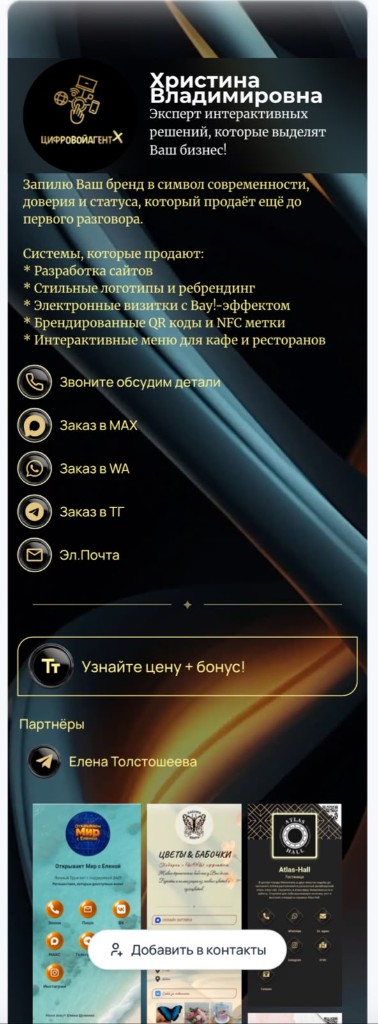 ЦИФРОВОЙАГЕНТX
Христина
Владимировна
Эксперт интерактивных
решений, которые выделят
Ваш бизнес!
Запилю Ваш бренд в символ современности,
доверия и статуса, который продаёт ещё до
первого разговора.
Системы, которые продают:
* Разработка сайтов
* Стильные логотипы и ребрендинг
* Электронные визитки с Вау!-эффектом
* Брендированные QR коды и NFC метки
* Интерактивные меню для кафе и ресторанов
Звоните обсудим детали
Заказ в MAX
Заказ в WA
Заказ в ТГ
Эл.Почта
Тт
Узнайте цену + бонус!
Партнёры
Елена Толстошеева
Мир
Открывает Мир с Еленой
ЦВЕТЫ & БАБОЧКИ
ATLAS
HALL
Atlas-Hall
Добавить в контакты